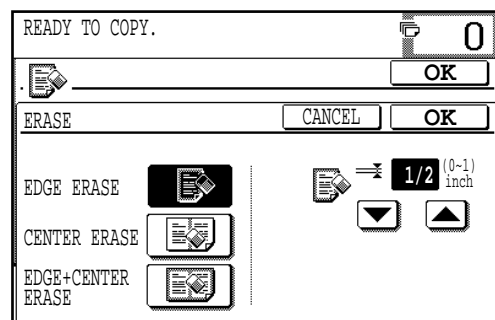 READY TO COPY.
0
OK
ERASE
CANCEL
OK
EDGE ERASE
1/2
(0~1)
inch
CENTER ERASE
EDGE+CENTER
ERASE